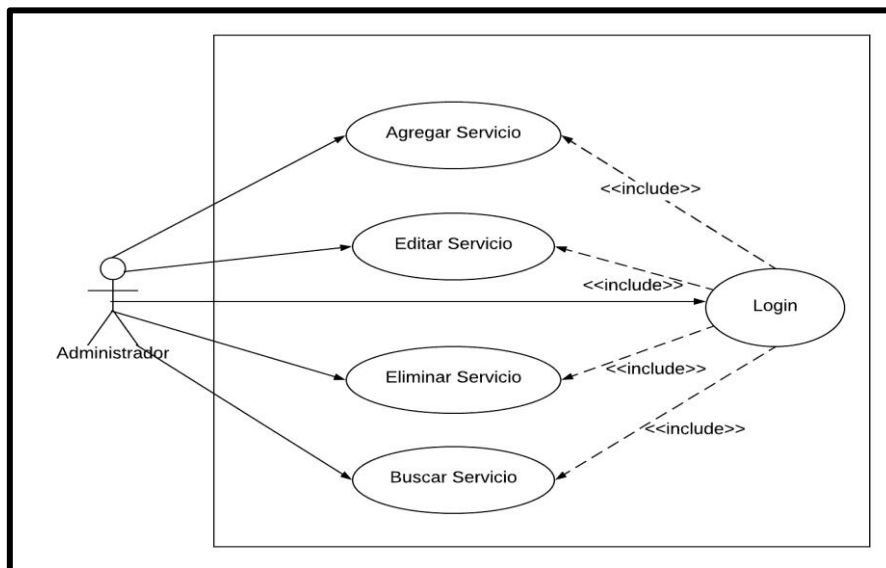 Agregar Servicio
<<include>>
Editar Servicio
<<include>>
Login
Administrador
Eliminar Servicio
<<include>>
<<include>>
Buscar Servicio